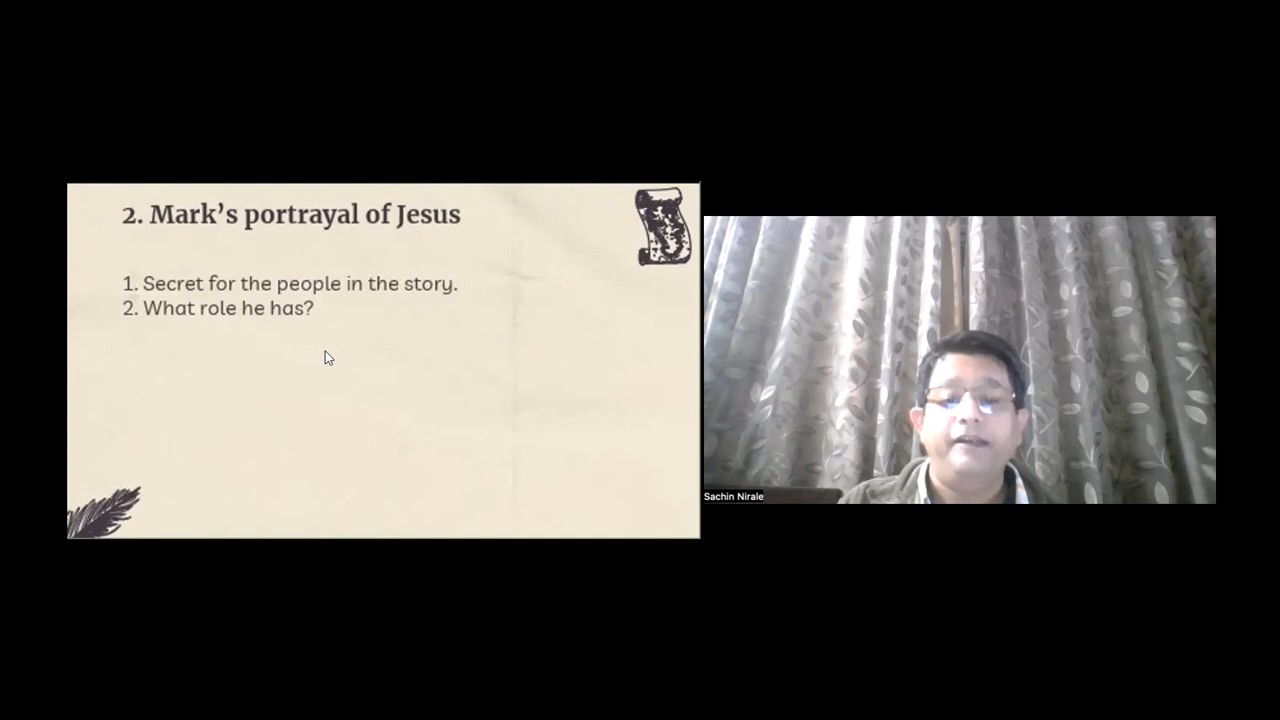 2. Mark’s portrayal of Jesus
1. Secret for the people in the story.
2. What role he has?
Sachin Nirale